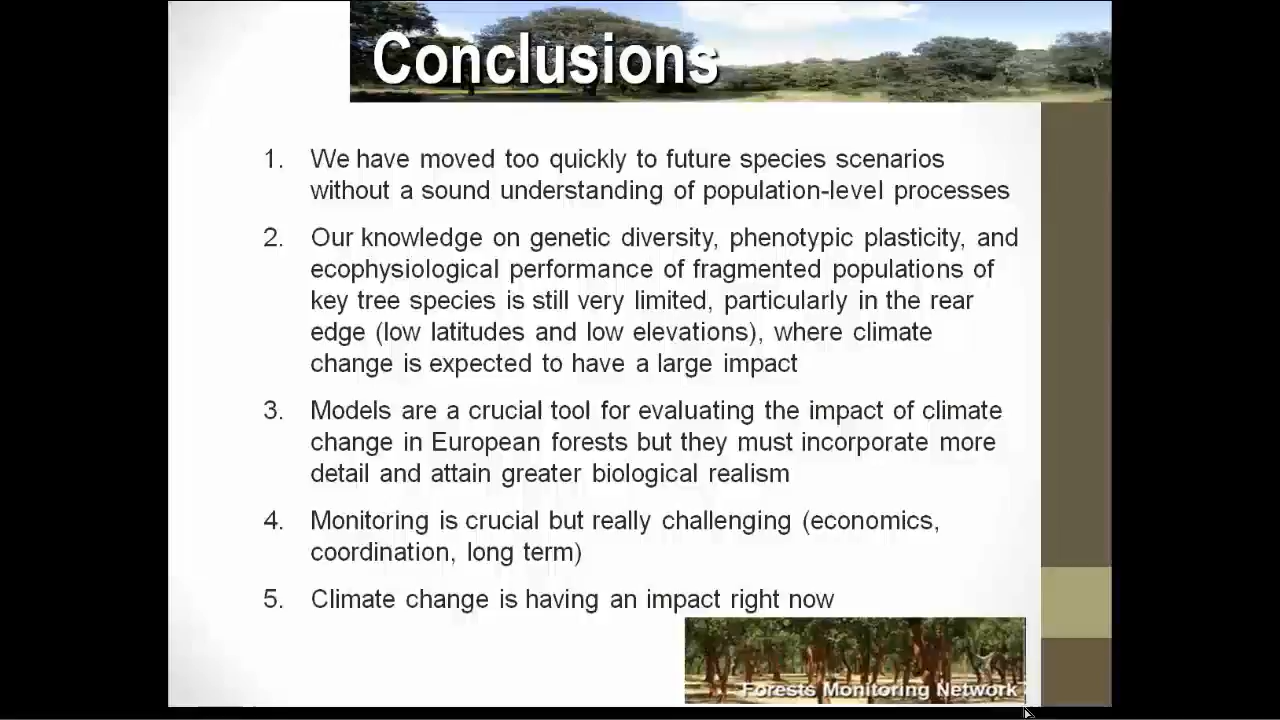 Conclusions
1. We have moved too quickly to future species scenarios
without a sound understanding of population-level processes
2. Our knowledge on genetic diversity, phenotypic plasticity, and
ecophysiological performance of fragmented populations of
key tree species is still very limited, particularly in the rear
edge (low latitudes and low elevations), where climate
change is expected to have a large impact
3. Models are a crucial tool for evaluating the impact of climate
change in European forests but they must incorporate more
detail and attain greater biological realism
4. Monitoring is crucial but really challenging (economics,
coordination, long term)
5. Climate change is having an impact right now
Forests Monitoring Network